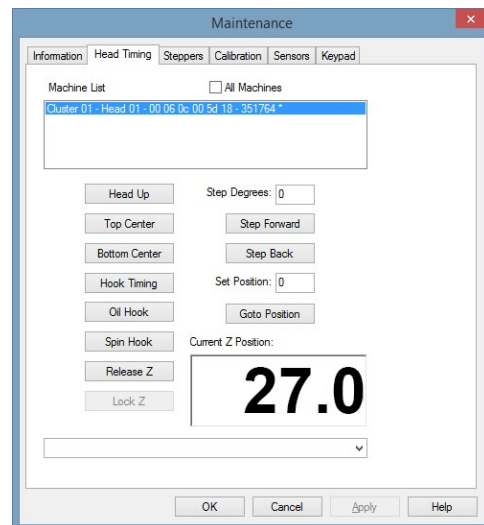 Maintenance
Information Head Timing Steppers Calibration Sensors Keypad
Machine List All Machines
Cluster 01 - Head 01 - 00 06 0c 00 5d 18 - 351764 *
Head Up Step Degrees: 0
Top Center Step Forward
Bottom Center Step Back
Hook Timing Set Position: 0
Oil Hook Goto Position
Spin Hook Current Z Position:
Release Z 27.0
Lock Z
OK Cancel Apply Help